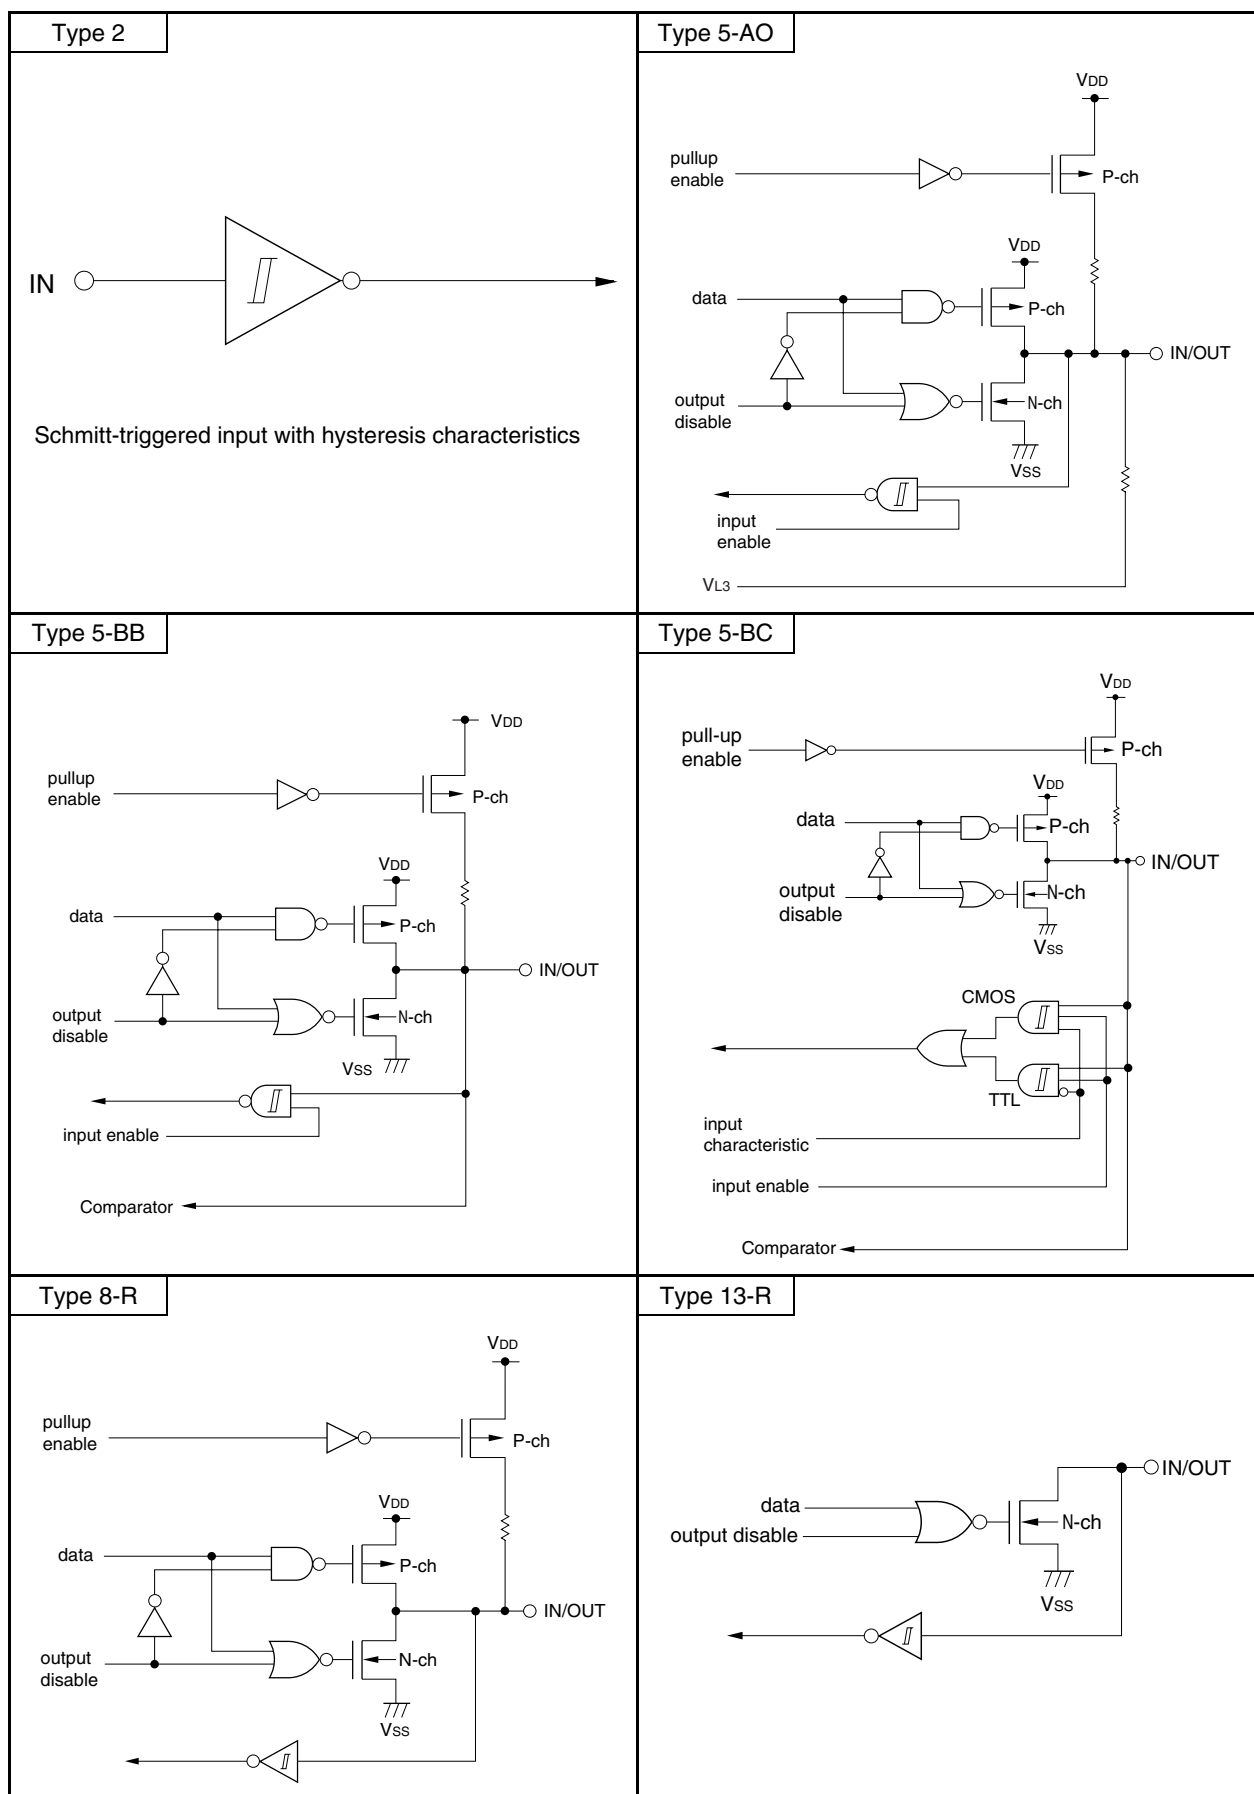 Type 2
IN
Schmitt-triggered input with hysteresis characteristics
Type 5-AO
VDD
pullup
enable
P-ch
VDD
data
P-ch
IN/OUT
output
disable
N-ch
VSS
input
enable
VL3
Type 5-BB
VDD
pullup
enable
P-ch
VDD
data
P-ch
IN/OUT
output
disable
N-ch
VSS
input enable
Comparator
Type 5-BC
VDD
pull-up
enable
P-ch
VDD
data
P-ch
IN/OUT
output
disable
N-ch
VSS
CMOS
TTL
input
characteristic
input enable
Comparator
Type 8-R
VDD
pullup
enable
P-ch
VDD
data
P-ch
IN/OUT
output
disable
N-ch
VSS
Type 13-R
IN/OUT
data
output disable
N-ch
VSS